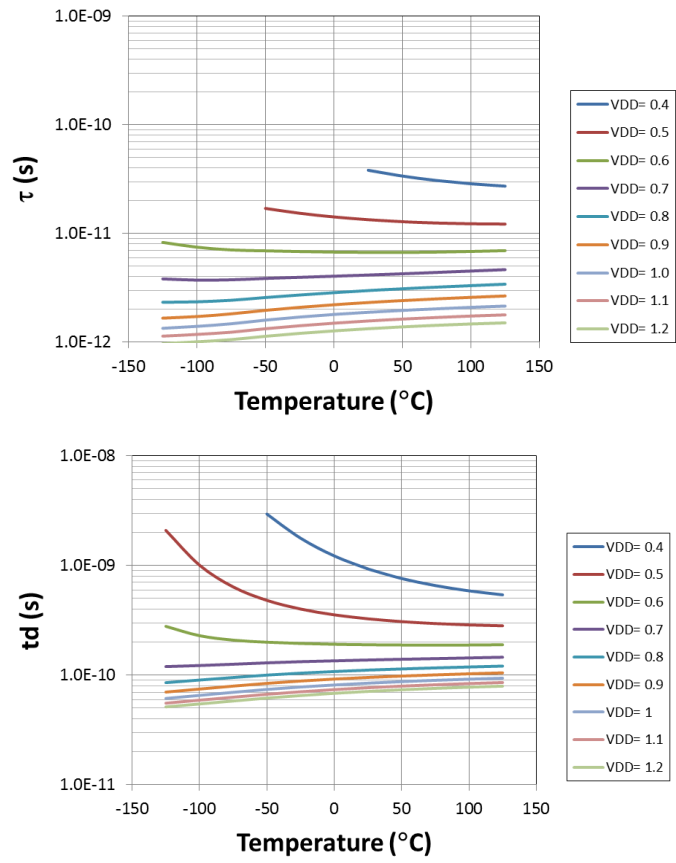 1.0E-09
1.0E-10
1.0E-11
1.0E-12
τ (s)
-150 -100 -50 0 50 100 150
Temperature (°C)
VDD= 0.4
VDD= 0.5
VDD= 0.6
VDD= 0.7
VDD= 0.8
VDD= 0.9
VDD= 1.0
VDD= 1.1
VDD= 1.2
1.0E-08
1.0E-09
1.0E-10
1.0E-11
td (s)
-150 -100 -50 0 50 100 150
Temperature (°C)
VDD= 0.4
VDD= 0.5
VDD= 0.6
VDD= 0.7
VDD= 0.8
VDD= 0.9
VDD= 1
VDD= 1.1
VDD= 1.2